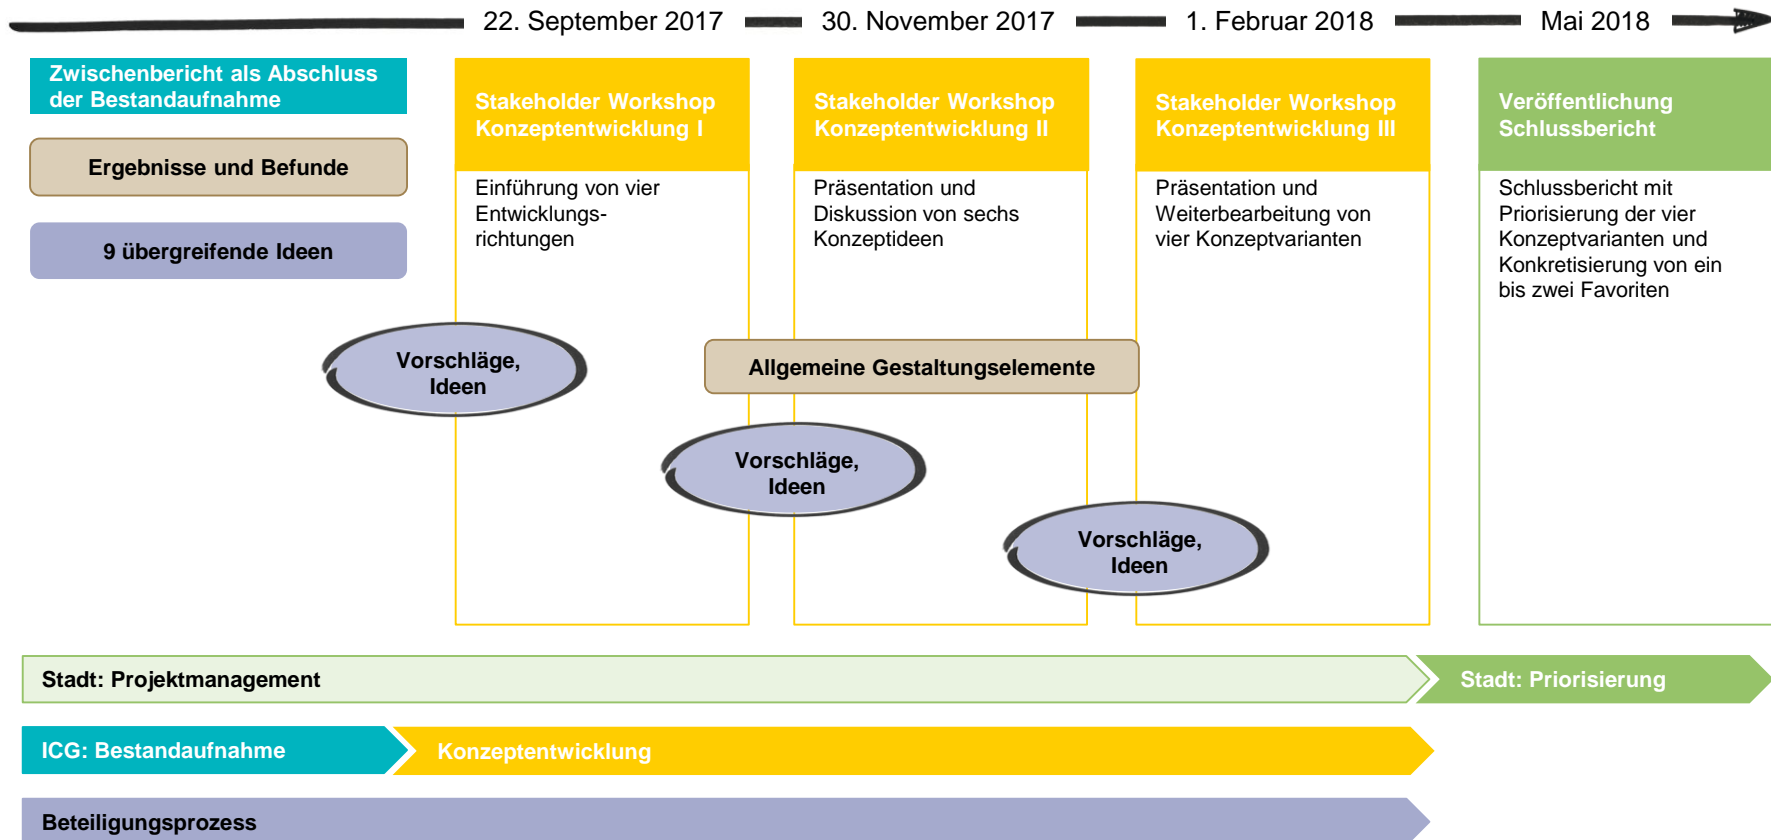 22. September 2017
30. November 2017
1. Februar 2018
Mai 2018
Zwischenbericht als Abschluss
der Bestandaufnahme
Ergebnisse und Befunde
9 übergreifende Ideen
Stakeholder Workshop
Konzeptentwicklung I
Einführung von vier
Entwicklungs-
richtungen
Stakeholder Workshop
Konzeptentwicklung II
Präsentation und
Diskussion von sechs
Konzeptideen
Stakeholder Workshop
Konzeptentwicklung III
Präsentation und
Weiterbearbeitung von
vier Konzeptvarianten
Veröffentlichung
Schlussbericht
Schlussbericht mit
Priorisierung der vier
Konzeptvarianten und
Konkretisierung von ein
bis zwei Favoriten
Vorschläge,
Ideen
Allgemeine Gestaltungselemente
Vorschläge,
Ideen
Vorschläge,
Ideen
Stadt: Projektmanagement
Stadt: Priorisierung
ICG: Bestandaufnahme
Konzeptentwicklung
Beteiligungsprozess